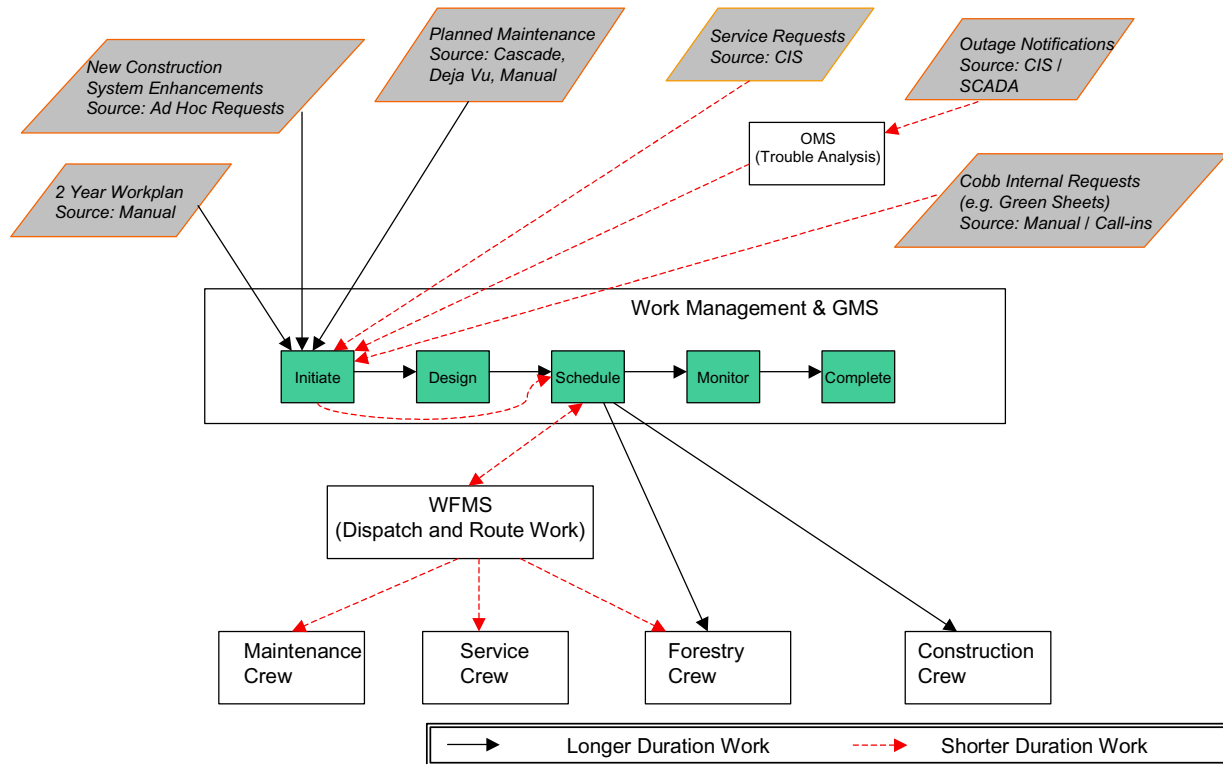 New Construction
System Enhancements
Source: Ad Hoc Requests
Planned Maintenance
Source: Cascade,
Deja Vu, Manual
Service Requests
Source: CIS
Outage Notifications
Source: CIS /
SCADA
OMS
(Trouble Analysis)
2 Year Workplan
Source: Manual
Cobb Internal Requests
(e.g. Green Sheets)
Source: Manual / Call-ins
Work Management & GMS
Initiate
Design
Schedule
Monitor
Complete
WFMS
(Dispatch and Route Work)
Maintenance
Crew
Service
Crew
Forestry
Crew
Construction
Crew
Longer Duration Work
Shorter Duration Work